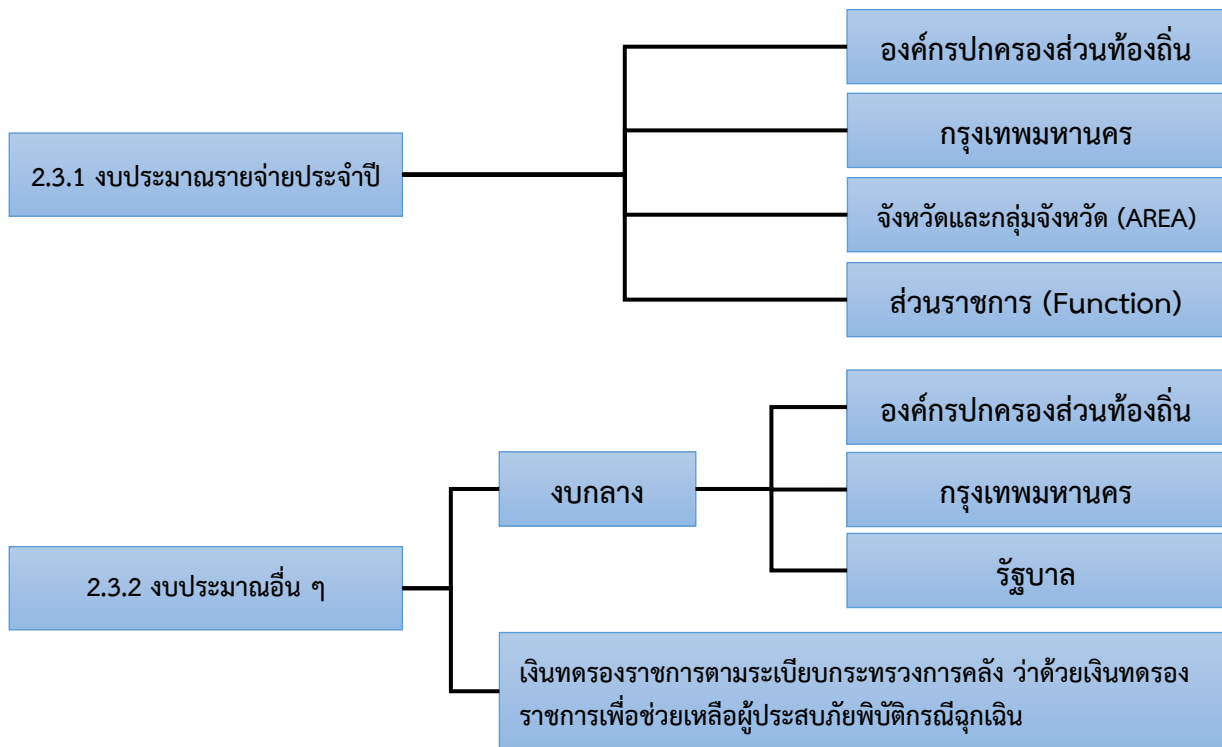 องค์กรปกครองส่วนท้องถิ่น
กรุงเทพมหานคร
2.3.1 งบประมาณรายจ่ายประจำปี
จังหวัดและกลุ่มจังหวัด (AREA)
ส่วนราชการ (Function)
องค์กรปกครองส่วนท้องถิ่น
งบกลาง
กรุงเทพมหานคร
รัฐบาล
2.3.2 งบประมาณอื่น ๆ
เงินทดรองราชการตามระเบียบกระทรวงการคลัง ว่าด้วยเงินทดรอง
ราชการเพื่อช่วยเหลือผู้ประสบภัยพิบัติกรณีฉุกเฉิน